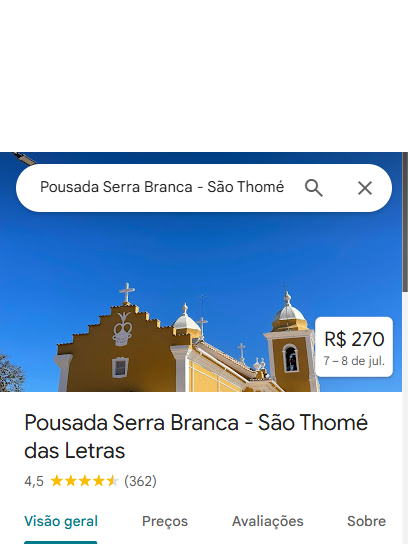 Pousada Serra Branca - São Thomé
R$ 270
7 – 8 de jul.
Pousada Serra Branca - São Thomé
das Letras
4,5 (362)
Visão geral Preços Avaliações Sobre